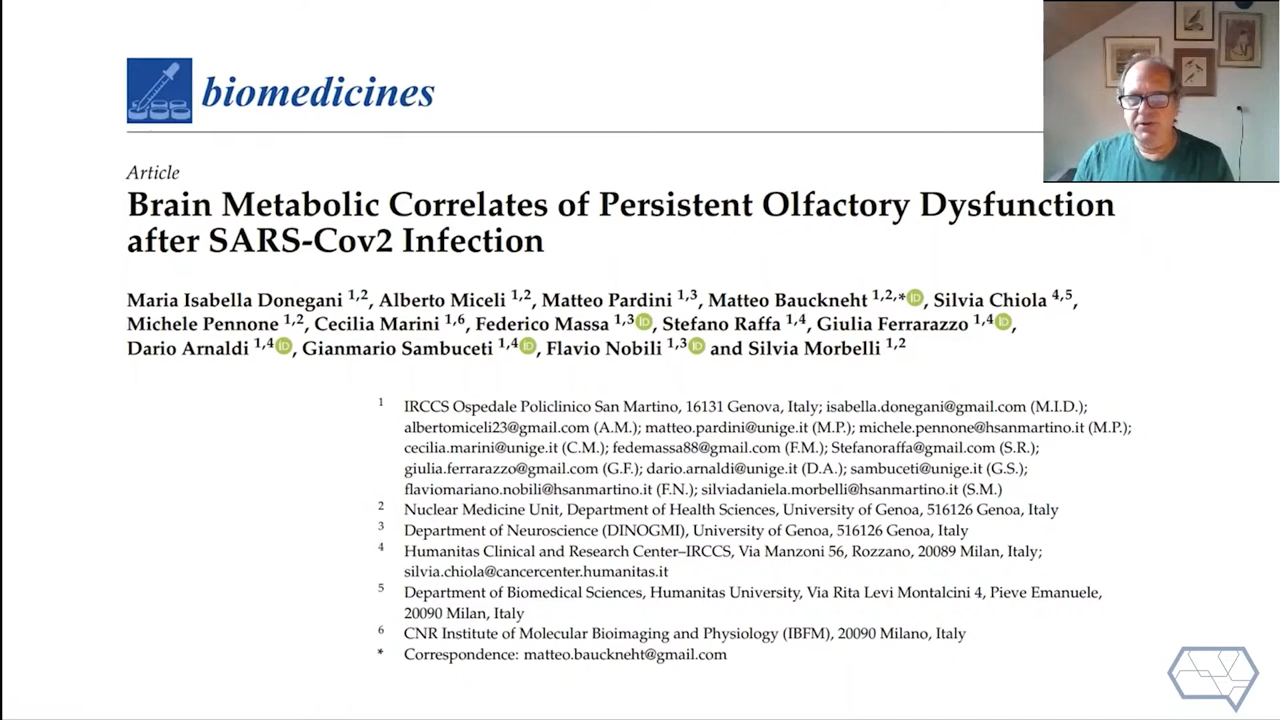 biomedicines
Article
Brain Metabolic Correlates of Persistent Olfactory Dysfunction
after SARS-Cov2 Infection
Maria Isabella Donegani 1,2, Alberto Miceli 1,2, Matteo Pardini 1,3, Matteo Bauckneht 1,2,*iD, Silvia Chiola 4,5,
Michele Pennone 1,2, Cecilia Marini 1,6, Federico Massa 1,3iD, Stefano Raffa 1,4, Giulia Ferrarazzo 1,4iD,
Dario Arnaldi 1,4iD, Gianmario Sambuceti 1,4iD, Flavio Nobili 1,3iD and Silvia Morbelli 1,2
1 IRCCS Ospedale Policlinico San Martino, 16131 Genova, Italy; isabella.donegani@gmail.com (M.I.D.);
albertomiceli23@gmail.com (A.M.); matteo.pardini@unige.it (M.P.); michele.pennone@hsanmartino.it (M.P.);
cecilia.marini@unige.it (C.M.); fedemassa88@gmail.com (F.M.); Stefanoraffa@gmail.com (S.R.);
giulia.ferrarazzo@gmail.com (G.F.); dario.arnaldi@unige.it (D.A.); sambuceti@unige.it (G.S.);
flaviomariano.nobili@hsanmartino.it (F.N.); silviadaniela.morbelli@hsanmartino.it (S.M.)
2 Nuclear Medicine Unit, Department of Health Sciences, University of Genoa, 516126 Genoa, Italy
3 Department of Neuroscience (DINOGMI), University of Genoa, 516126 Genoa, Italy
4 Humanitas Clinical and Research Center–IRCCS, Via Manzoni 56, Rozzano, 20089 Milan, Italy;
silvia.chiola@cancercenter.humanitas.it
5 Department of Biomedical Sciences, Humanitas University, Via Rita Levi Montalcini 4, Pieve Emanuele,
20090 Milan, Italy
6 CNR Institute of Molecular Bioimaging and Physiology (IBFM), 20090 Milano, Italy
* Correspondence: matteo.bauckneht@gmail.com